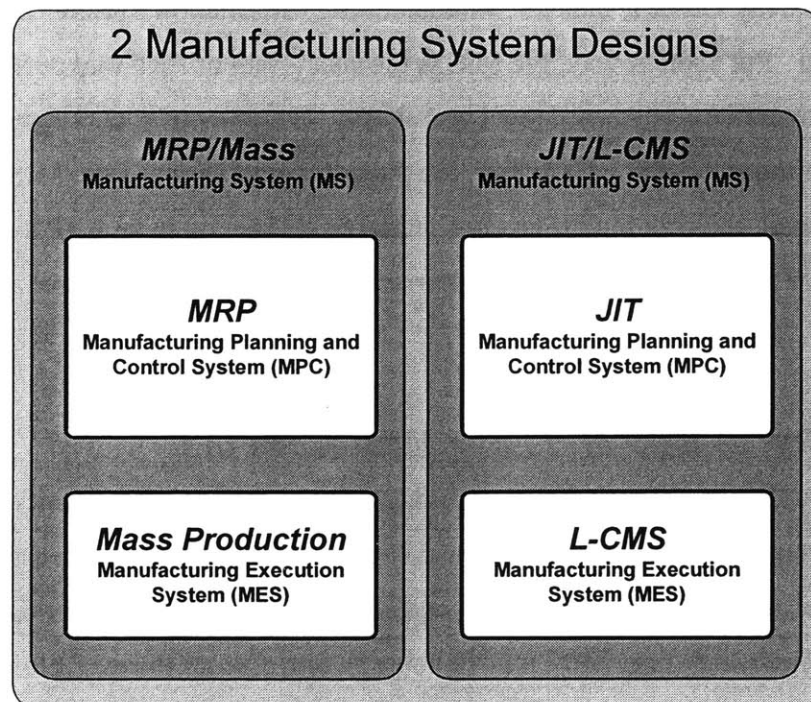 2 Manufacturing System Designs
MRP/Mass
Manufacturing System (MS)
MRP
Manufacturing Planning and
Control System (MPC)
Mass Production
Manufacturing Execution
System (MES)
JIT/L-CMS
Manufacturing System (MS)
JIT
Manufacturing Planning and
Control System (MPC)
L-CMS
Manufacturing Execution
System (MES)